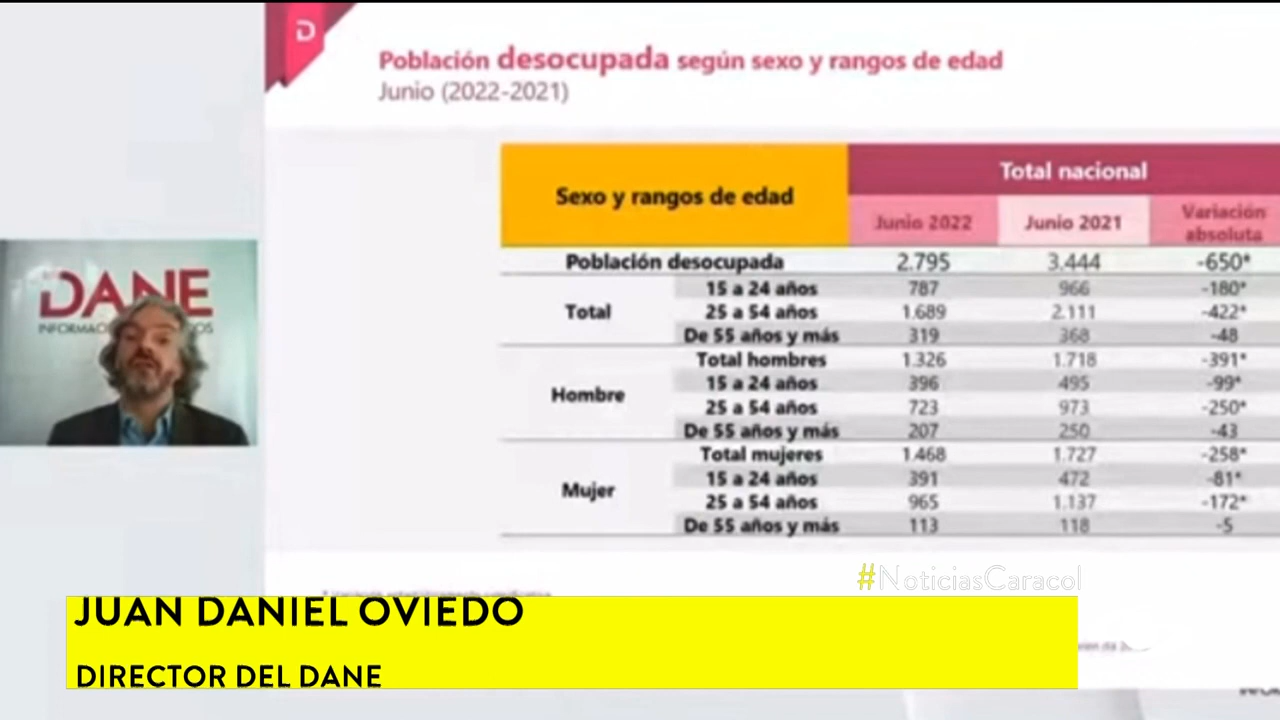 D
Población desocupada según sexo y rangos de edad
Junio (2022-2021)
Sexo y rangos de edad
Total nacional
Junio 2022
Junio 2021
Variación
absoluta
Población desocupada 2.795 3.444 -650*
Total
15 a 24 años 787 966 -180*
25 a 54 años 1.689 2.111 -422*
De 55 años y más 319 368 -48
Hombre
Total hombres 1.326 1.718 -391*
15 a 24 años 396 495 -99*
25 a 54 años 723 973 -250*
De 55 años y más 207 250 -43
Mujer
Total mujeres 1.468 1.727 -258*
15 a 24 años 391 472 -81*
25 a 54 años 965 1.137 -172*
De 55 años y más 113 118 -5
DANE
#NoticiasCaracol
JUAN DANIEL OVIEDO
DIRECTOR DEL DANE